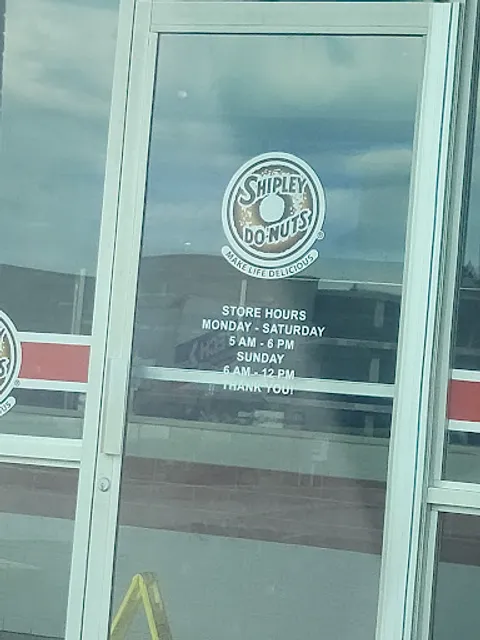 SHIPLEY
DO-NUTS
®
MAKE LIFE DELICIOUS
STORE HOURS
MONDAY - SATURDAY
5 AM - 6 PM
SUNDAY
6 AM - 12 PM
THANK YOU!